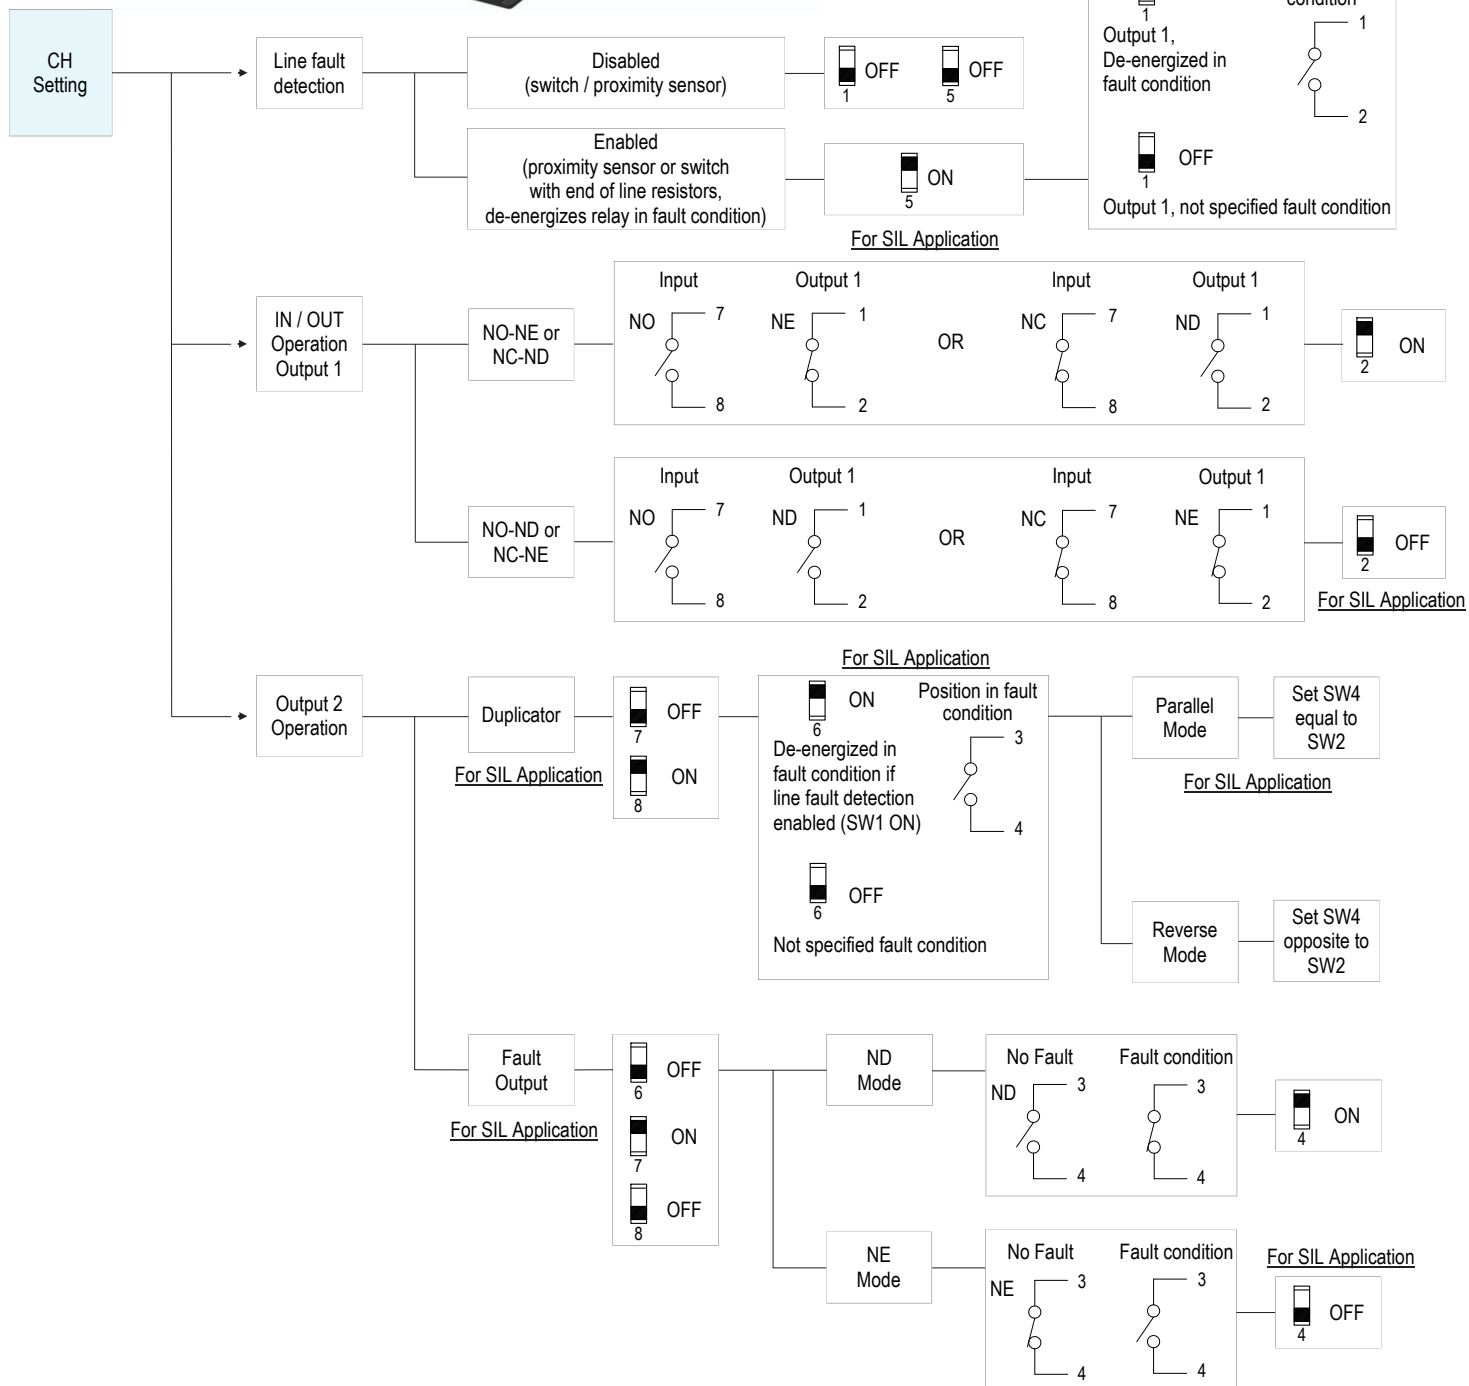 CH
Setting
Line fault
detection
Disabled
(switch / proximity sensor)
OFF
1
OFF
5
Enabled
(proximity sensor or switch
with end of line resistors,
de-energizes relay in fault condition)
ON
5
For SIL Application
condition
1
Output 1,
De-energized in
fault condition
1
2
OFF
1
Output 1, not specified fault condition
IN / OUT
Operation
Output 1
NO-NE or
NC-ND
Input
NO
7
8
Output 1
NE
1
2
OR
Input
NC
7
8
Output 1
ND
1
2
ON
2
NO-ND or
NC-NE
Input
NO
7
8
Output 1
ND
1
2
OR
Input
NC
7
8
Output 1
NE
1
2
OFF
2
For SIL Application
Output 2
Operation
Duplicator
For SIL Application
OFF
7
ON
8
For SIL Application
ON
6
De-energized in
fault condition if
line fault detection
enabled (SW1 ON)
Position in fault
condition
3
4
OFF
6
Not specified fault condition
Parallel
Mode
Set SW4
equal to
SW2
For SIL Application
Reverse
Mode
Set SW4
opposite to
SW2
Fault
Output
For SIL Application
OFF
6
ON
7
OFF
8
ND
Mode
No Fault
ND
3
4
Fault condition
3
4
ON
4
NE
Mode
No Fault
NE
3
4
Fault condition
3
4
For SIL Application
OFF
4